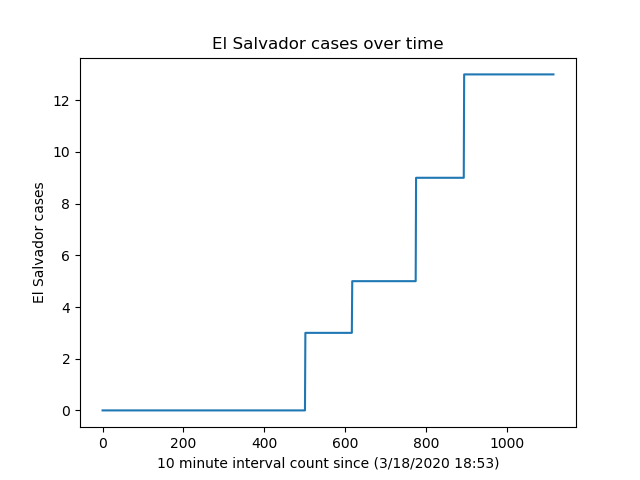 El Salvador cases over time
El Salvador cases
12
10
8
6
4
2
0
0 200 400 600 800 1000
10 minute interval count since (3/18/2020 18:53)